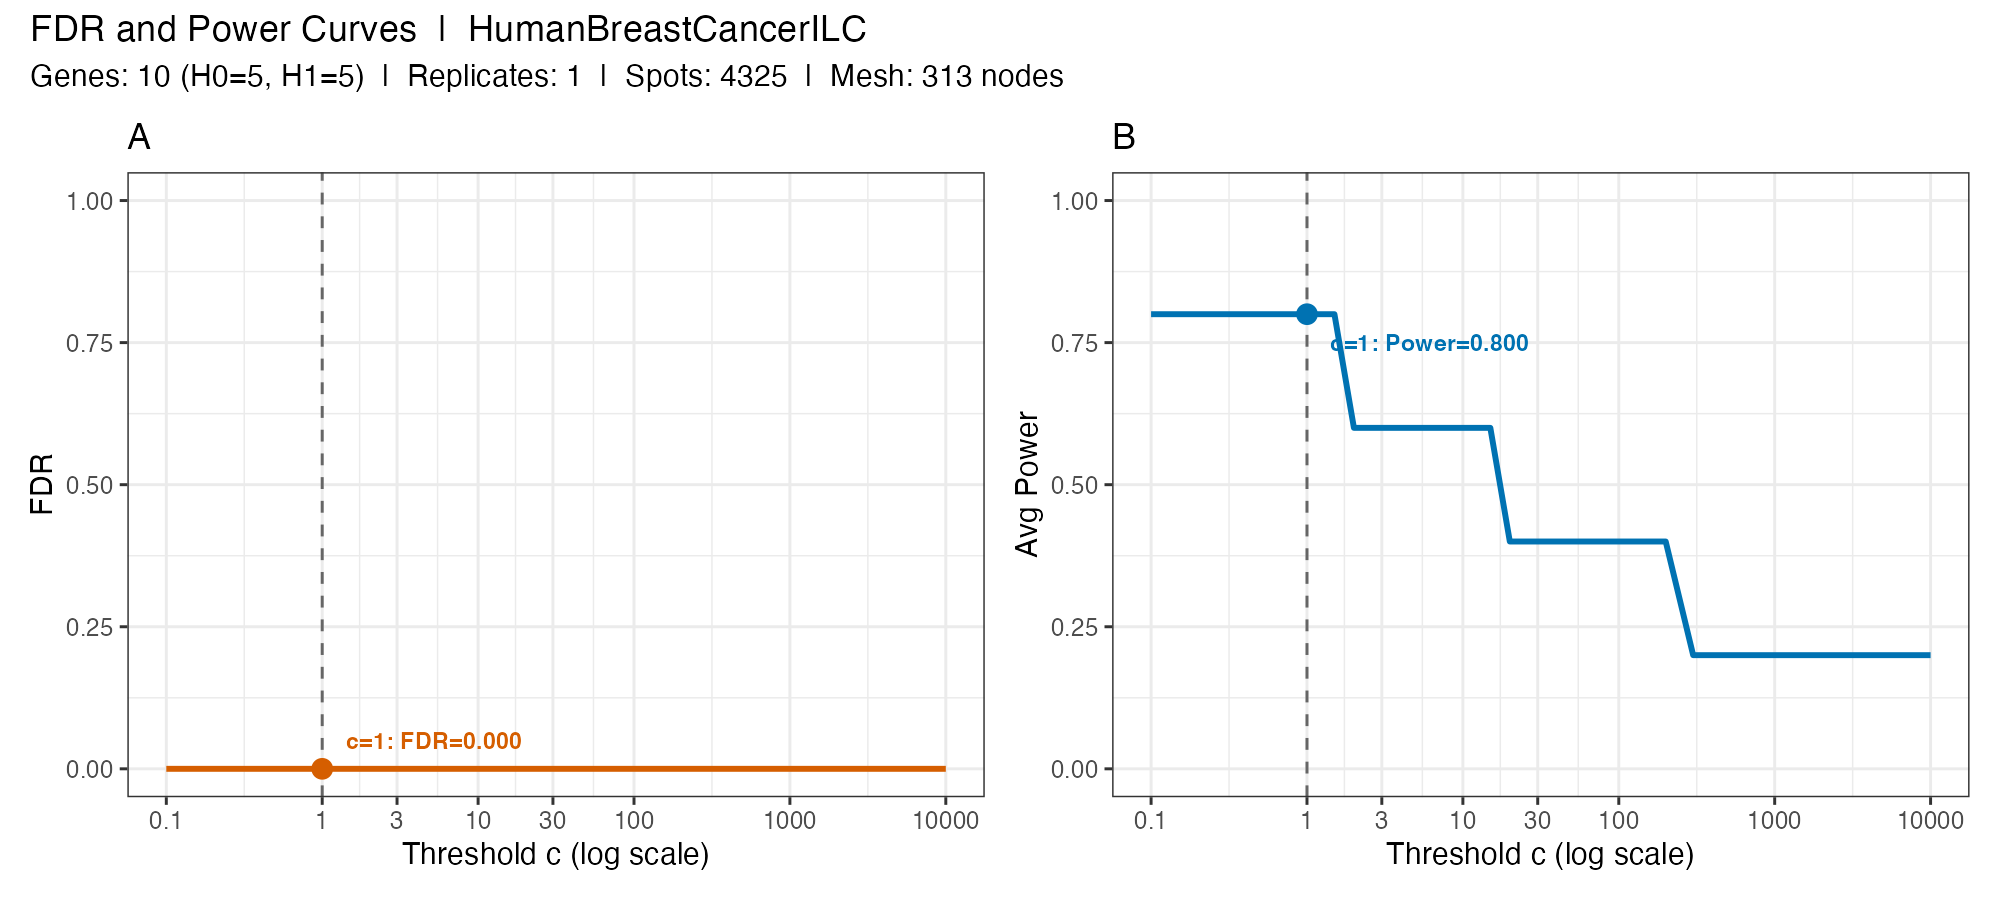 FDR and Power Curves | HumanBreastCancerILC
Genes: 10 (H0=5, H1=5) | Replicates: 1 | Spots: 4325 | Mesh: 313 nodes
A
1.00
0.75
0.50
0.25
0.00
FDR
c=1: FDR=0.000
0.1 1 3 10 30 100 1000 10000
Threshold c (log scale)
B
1.00
0.75
0.50
0.25
0.00
Avg Power
c=1: Power=0.800
0.1 1 3 10 30 100 1000 10000
Threshold c (log scale)